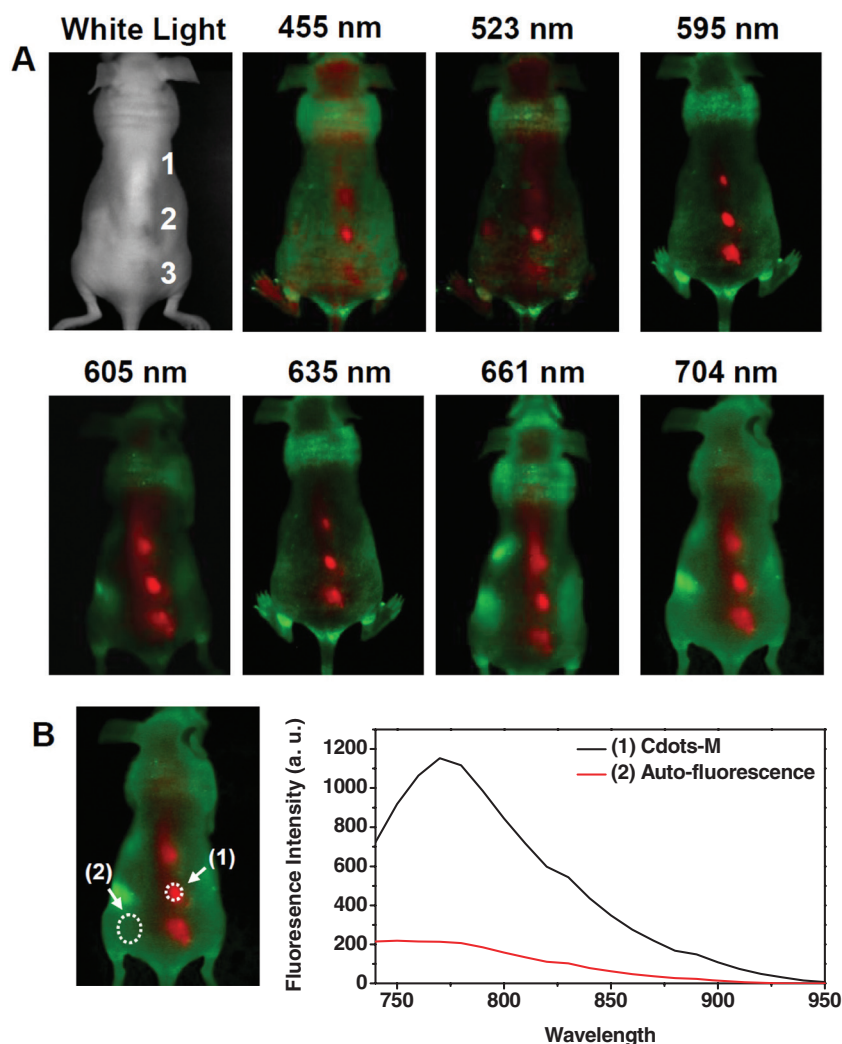 White Light
455 nm
523 nm
595 nm
A
1
2
3
605 nm
635 nm
661 nm
704 nm
B
(1)
(2)
Fluoresence Intensity (a. u.)
1200
1000
800
600
400
200
0
(1) Cdots-M
(2) Auto-fluorescence
750
800
850
900
950
Wavelength